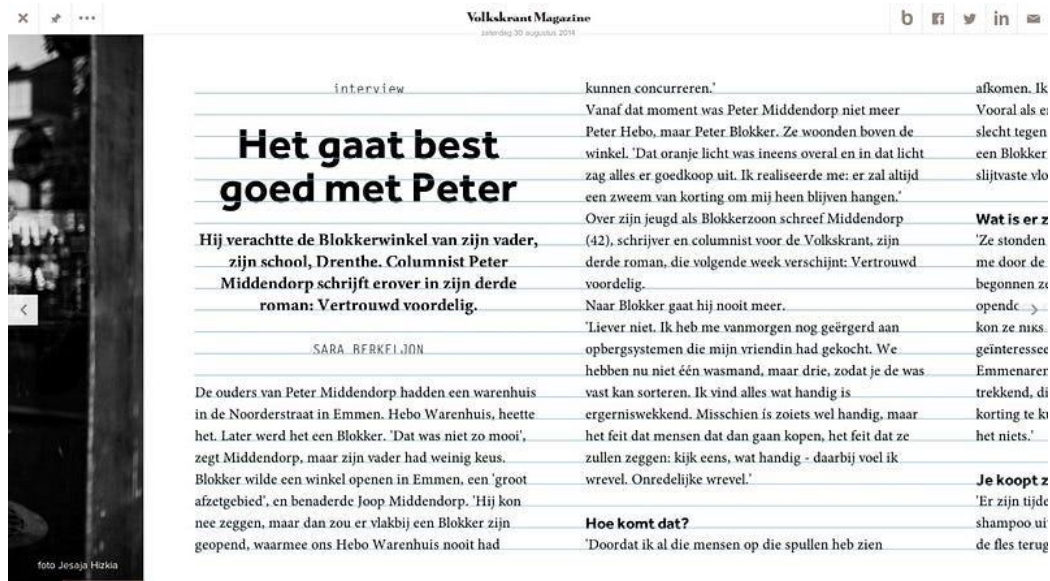 Volkskrant Magazine
zaterdag 30 augustus 2014
interview
Het gaat best
goed met Peter
Hij verachtte de Blokkerwinkel van zijn vader,
zijn school, Drenthe. Columnist Peter
Middendorp schrijft erover in zijn derde
roman: Vertrouwd voordelig.
SARA BERKELJON
De ouders van Peter Middendorp hadden een warenhuis
in de Noorderstraat in Emmen. Hebo Warenhuis, heette
het. Later werd het een Blokker. 'Dat was niet zo mooi',
zegt Middendorp, maar zijn vader had weinig keus.
Blokker wilde een winkel openen in Emmen, een 'groot
afzetgebied', en benaderde Joop Middendorp. 'Hij kon
nee zeggen, maar dan zou er vlakbij een Blokker zijn
geopend, waarmee ons Hebo Warenhuis nooit had
kunnen concurreren.'
Vanaf dat moment was Peter Middendorp niet meer
Peter Hebo, maar Peter Blokker. Ze woonden boven de
winkel. 'Dat oranje licht was ineens overal en in dat licht
zag alles er goedkoop uit. Ik realiseerde me: er zal altijd
een zweem van korting om mij heen blijven hangen.'
Over zijn jeugd als Blokkerzoon schreef Middendorp
(42), schrijver en columnist voor de Volkskrant, zijn
derde roman, die volgende week verschijnt: Vertrouwd
voordelig.
Naar Blokker gaat hij nooit meer.
'Liever niet. Ik heb me vanmorgen nog geërgerd aan
opbergsystemen die mijn vriendin had gekocht. We
hebben nu niet één wasmand, maar drie, zodat je de was
vast kan sorteren. Ik vind alles wat handig is
ergerniswekkend. Misschien ís zoiets wel handig, maar
het feit dat mensen dat dan gaan kopen, het feit dat ze
zullen zeggen: kijk eens, wat handig - daarbij voel ik
wrevel. Onredelijke wrevel.'
Hoe komt dat?
'Doordat ik al die mensen op die spullen heb zien
afkomen. Ik
Vooral als er
slecht tegen
een Blokker
slijtvaste vlo
Wat is er z
'Ze stonden
me door de
begonnen ze
opendc
kon ze niks
geïnteressee
Emmenaren
trekkend, di
korting te ku
het niets.'
Je koopt z
'Er zijn tijde
shampoo ui
de fles terug
foto Jesaja Hizkia